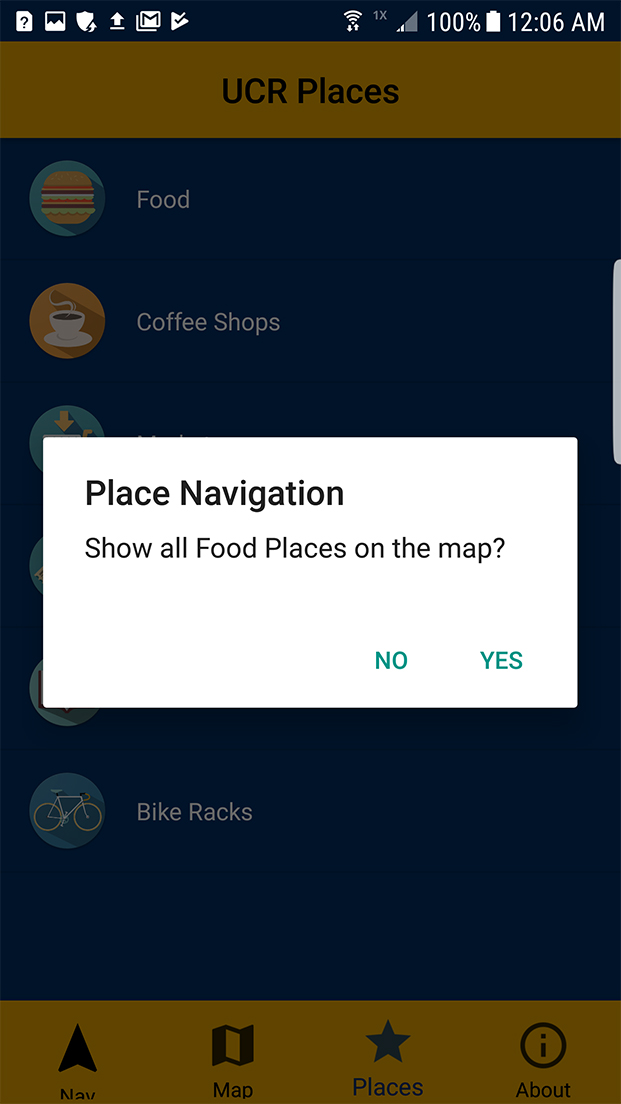 1X 100% 12:06 AM
UCR Places
Food
Coffee Shops
Place Navigation
Show all Food Places on the map?
NO YES
Bike Racks
Nav Map Places About